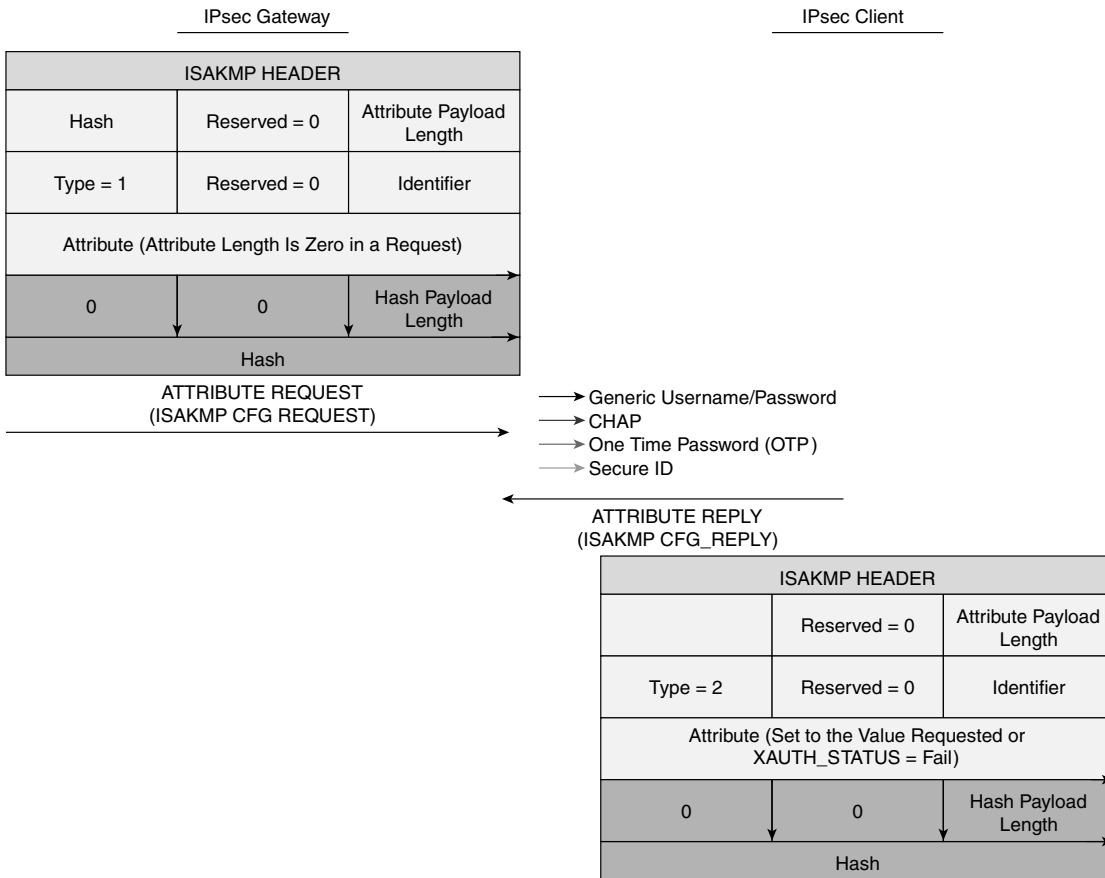 IPsec Gateway
IPsec Client
ISAKMP HEADER
Hash
Reserved = 0
Attribute Payload
Length
Type = 1
Reserved = 0
Identifier
Attribute (Attribute Length Is Zero in a Request)
0
0
Hash Payload
Length
Hash
ATTRIBUTE REQUEST
(ISAKMP CFG REQUEST)
Generic Username/Password
CHAP
One Time Password (OTP)
Secure ID
ATTRIBUTE REPLY
(ISAKMP CFG_REPLY)
ISAKMP HEADER
Reserved = 0
Attribute Payload
Length
Type = 2
Reserved = 0
Identifier
Attribute (Set to the Value Requested or
XAUTH_STATUS = Fail)
0
0
Hash Payload
Length
Hash